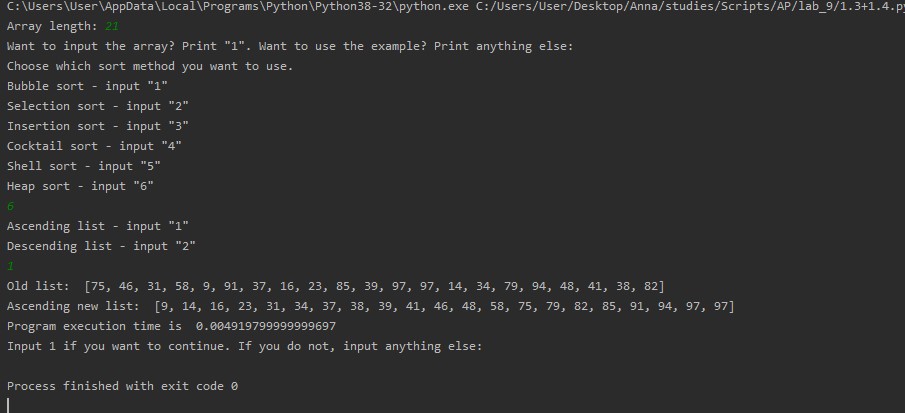 C:\Users\User\AppData\Local\Programs\Python\Python38-32\python.exe C:/Users/User/Desktop/Anna/studies/Scripts/AP/lab_9/1.3+1.4.py
Array length: 21
Want to input the array? Print "1". Want to use the example? Print anything else:
Choose which sort method you want to use.
Bubble sort - input "1"
Selection sort - input "2"
Insertion sort - input "3"
Cocktail sort - input "4"
Shell sort - input "5"
Heap sort - input "6"
6
Ascending list - input "1"
Descending list - input "2"
1
Old list:  [75, 46, 31, 58, 9, 91, 37, 16, 23, 85, 39, 97, 97, 14, 34, 79, 94, 48, 41, 38, 82]
Ascending new list:  [9, 14, 16, 23, 31, 34, 37, 38, 39, 41, 46, 48, 58, 75, 79, 82, 85, 91, 94, 97, 97]
Program execution time is  0.004919799999999697
Input 1 if you want to continue. If you do not, input anything else:
Process finished with exit code 0